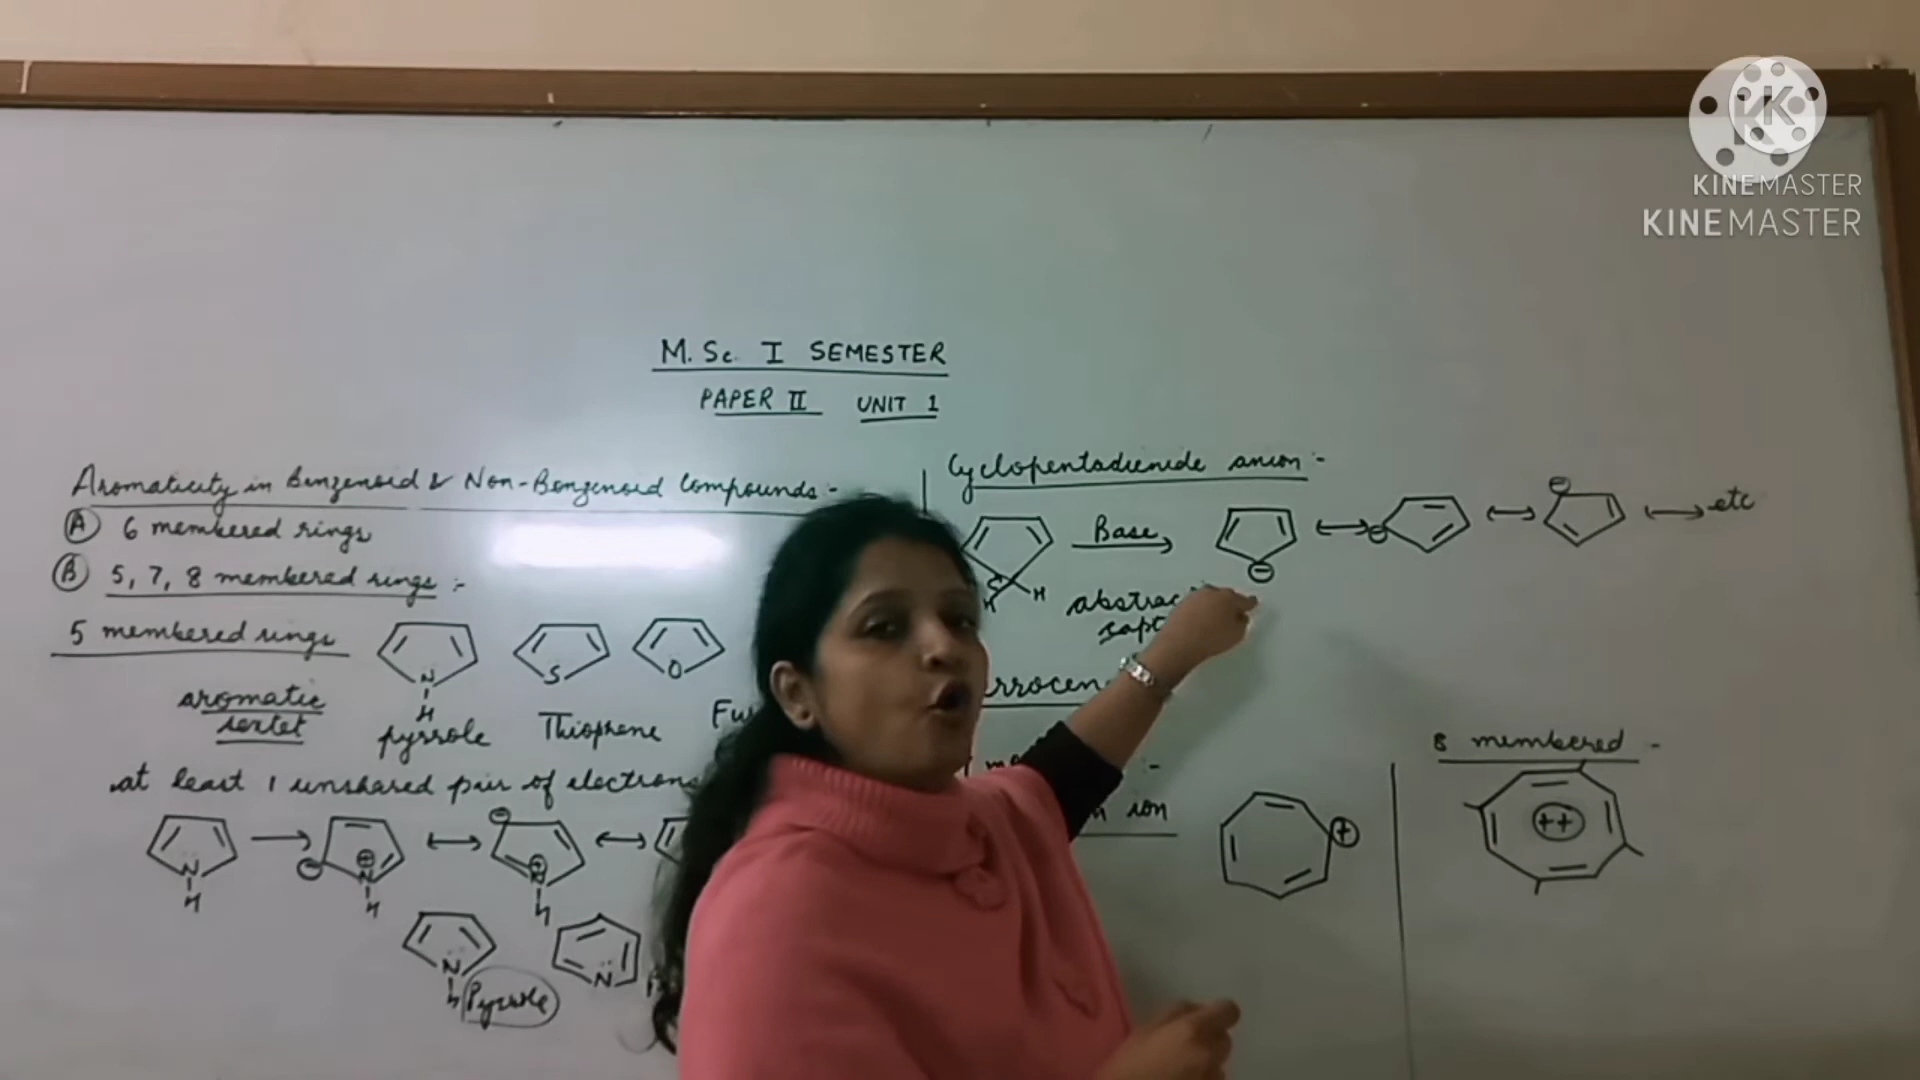 KINEMASTER
KINEMASTER
M. Sc. I SEMESTER
PAPER II UNIT 1
Aromaticity in Benzenoid & Non-Benzenoid Compounds:-
(A) 6 membered rings
(B) 5, 7, 8 membered rings :-
5 membered rings
N
H
S
O
aromatic
sextet
pyrrole
Thiophene
at least 1 unshared pair of electrons
N
H
N
H
N
H
N
H
Pyrrole
N
Cyclopentadienide anion :-
Base
etc
C
H
H
:-
ion
8 membered -
++